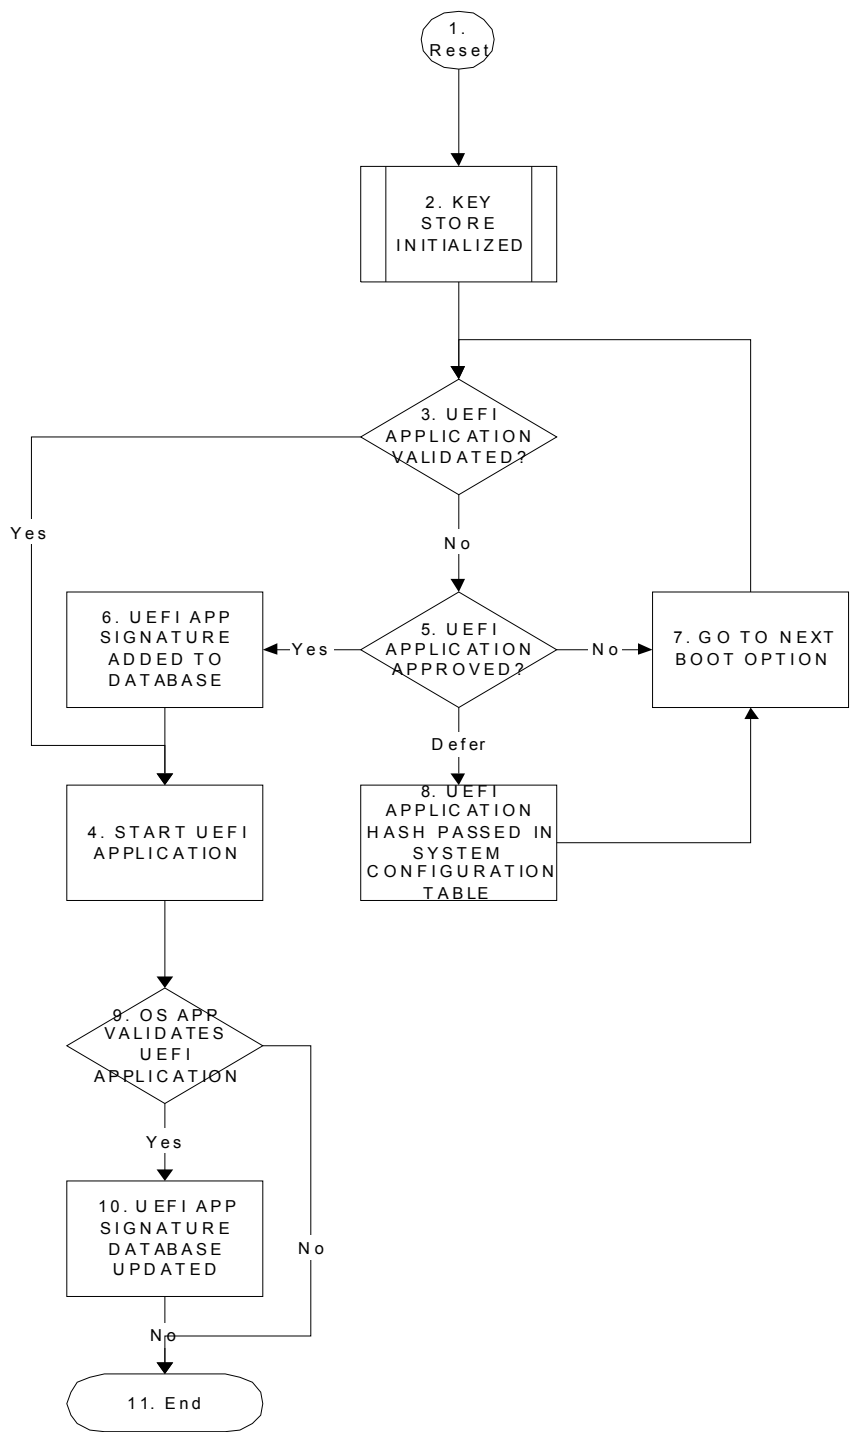 1.
Reset
2. KEY
STORE
INITIALIZED
3. UEFI
APPLICATION
VALIDATED?
Yes
No
6. UEFI APP
SIGNATURE
ADDED TO
DATABASE
Yes
5. UEFI
APPLICATION
APPROVED?
No
7. GO TO NEXT
BOOT OPTION
Defer
4. START UEFI
APPLICATION
8. UEFI
APPLICATION
HASH PASSED IN
SYSTEM
CONFIGURATION
TABLE
9. OS APP
VALIDATES
UEFI
APPLICATION
Yes
10. UEFI APP
SIGNATURE
DATABASE
UPDATED
No
No
11. End